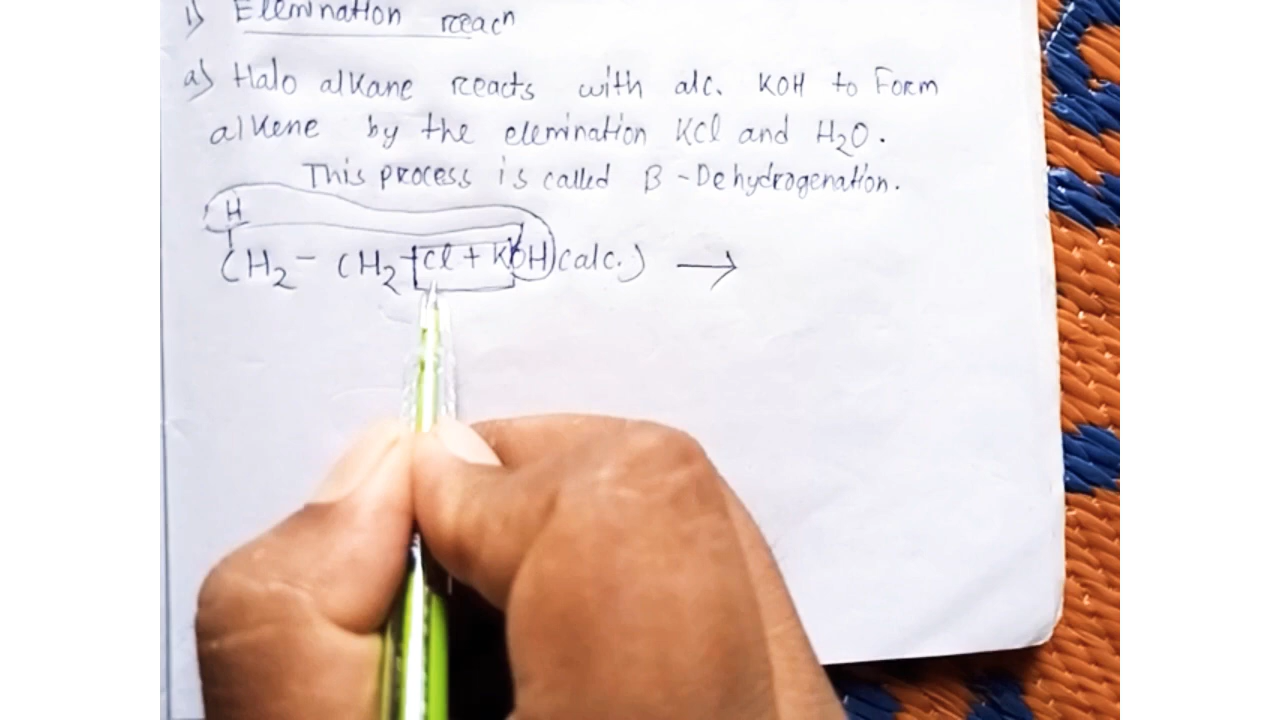 1) Elemination reacn
a) Halo alkane reacts with alc. KOH to Form
alkene by the elemination KCl and H2O.
This process is called B-Dehydrogenation.
H
CH2 - CH2 - Cl + KOH (alc.) →